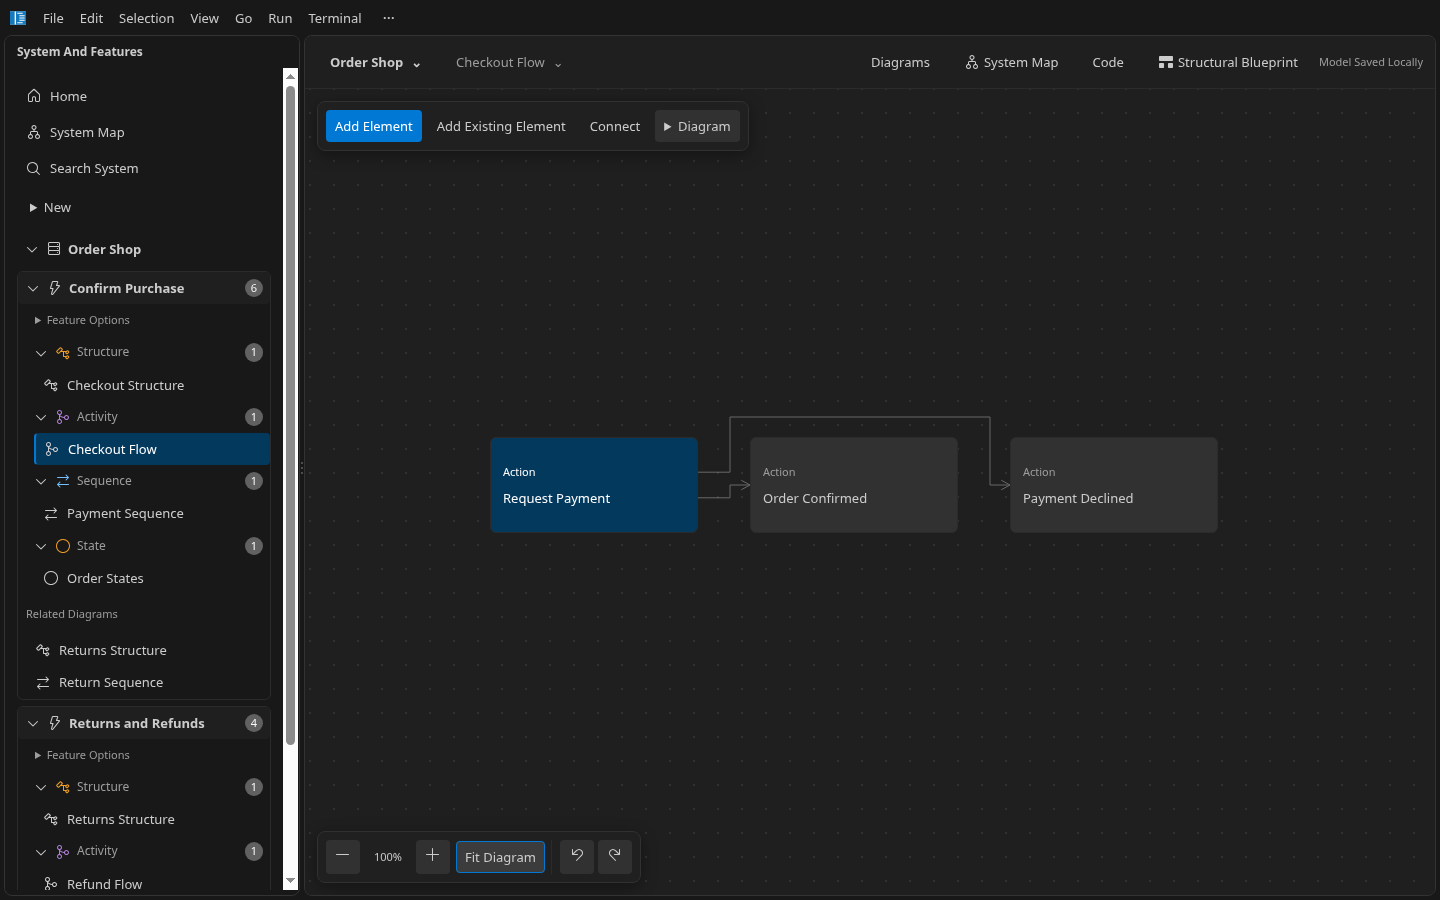 File Edit Selection View Go Run Terminal ···
System And Features
Home
System Map
Search System
New
Order Shop
Confirm Purchase 6
Feature Options
Structure 1
Checkout Structure
Activity 1
Checkout Flow
Sequence 1
Payment Sequence
State 1
Order States
Related Diagrams
Returns Structure
Return Sequence
Returns and Refunds 4
Feature Options
Structure 1
Returns Structure
Activity 1
Refund Flow
Order Shop Checkout Flow Diagrams System Map Code Structural Blueprint Model Saved Locally
Add Element Add Existing Element Connect Diagram
Action
Request Payment
Action
Order Confirmed
Action
Payment Declined
100% Fit Diagram